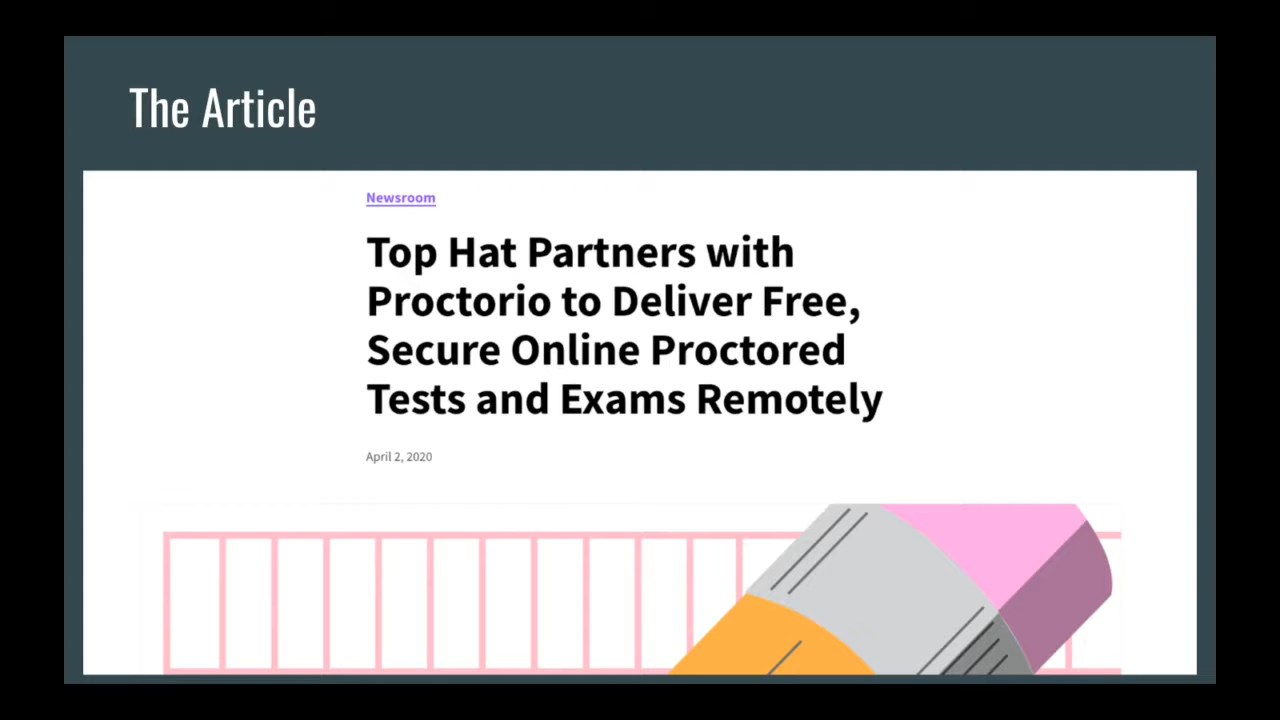 The Article
Newsroom
Top Hat Partners with
Proctorio to Deliver Free,
Secure Online Proctored
Tests and Exams Remotely
April 2, 2020